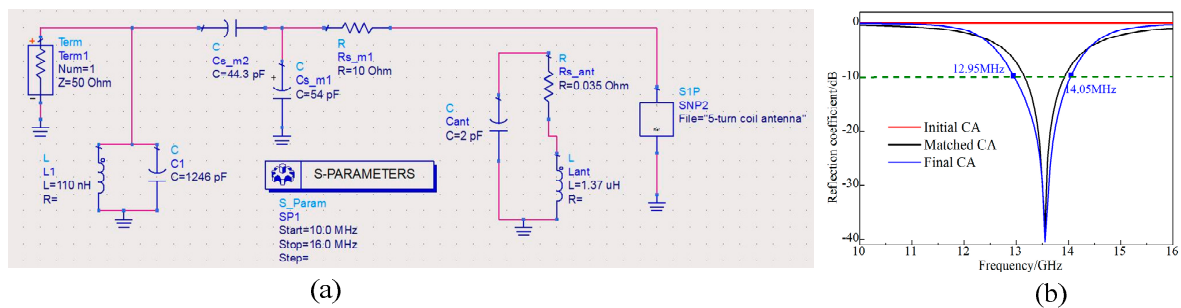 Term
Term1
Num=1
Z=50 Ohm
C
Cs_m2
C=44.3 pF
C
Cs_m1
C=54 pF
R
Rs_m1
R=10 Ohm
R
Rs_ant
R=0.035 Ohm
C
Cant
C=2 pF
L
Lant
L=1.37 uH
S1P
SNP2
File="5-turn coil antenna"
L
L1
L=110 nH
R=
C
C1
C=1246 pF
S-PARAMETERS
S_Param
SP1
Start=10.0 MHz
Stop=16.0 MHz
Step=
(a)
Reflection coefficient/dB
0
-10
-20
-30
-40
12.95MHz
14.05MHz
Initial CA
Matched CA
Final CA
10 11 12 13 14 15 16
Frequency/GHz
(b)